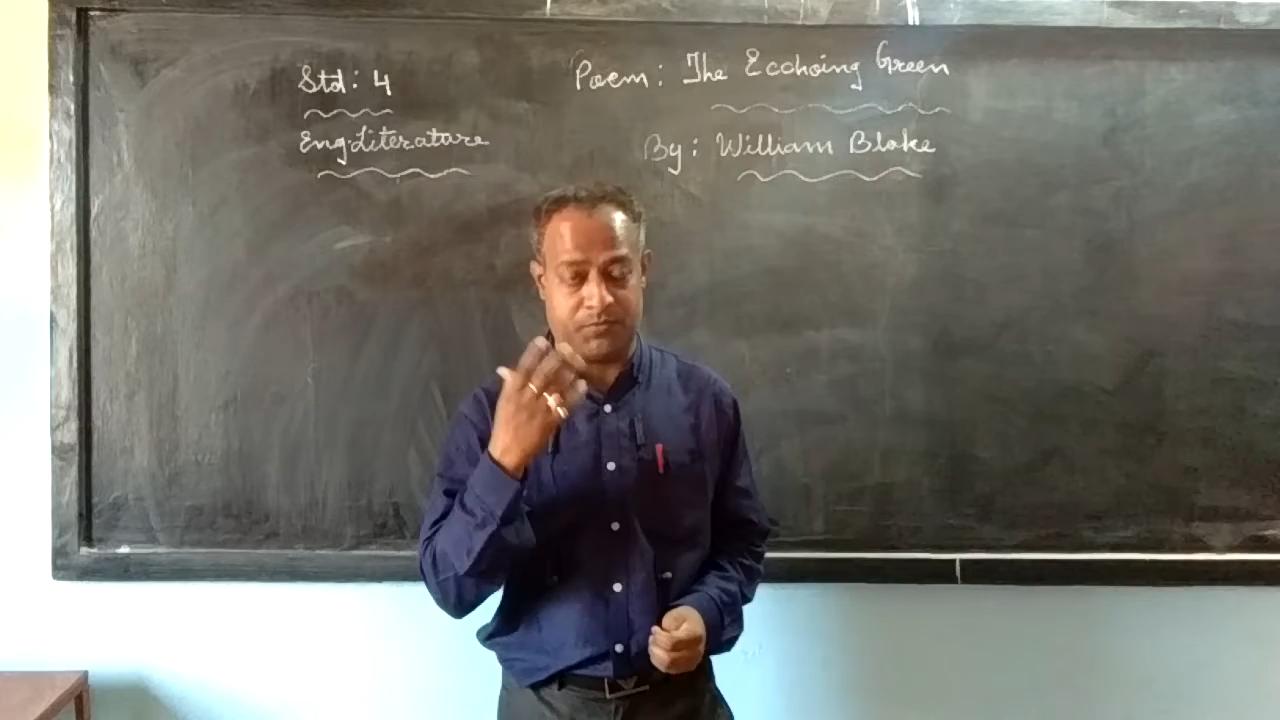 Std: 4
Poem: The Ecohoing Green
Eng. Literature
By: William Blake